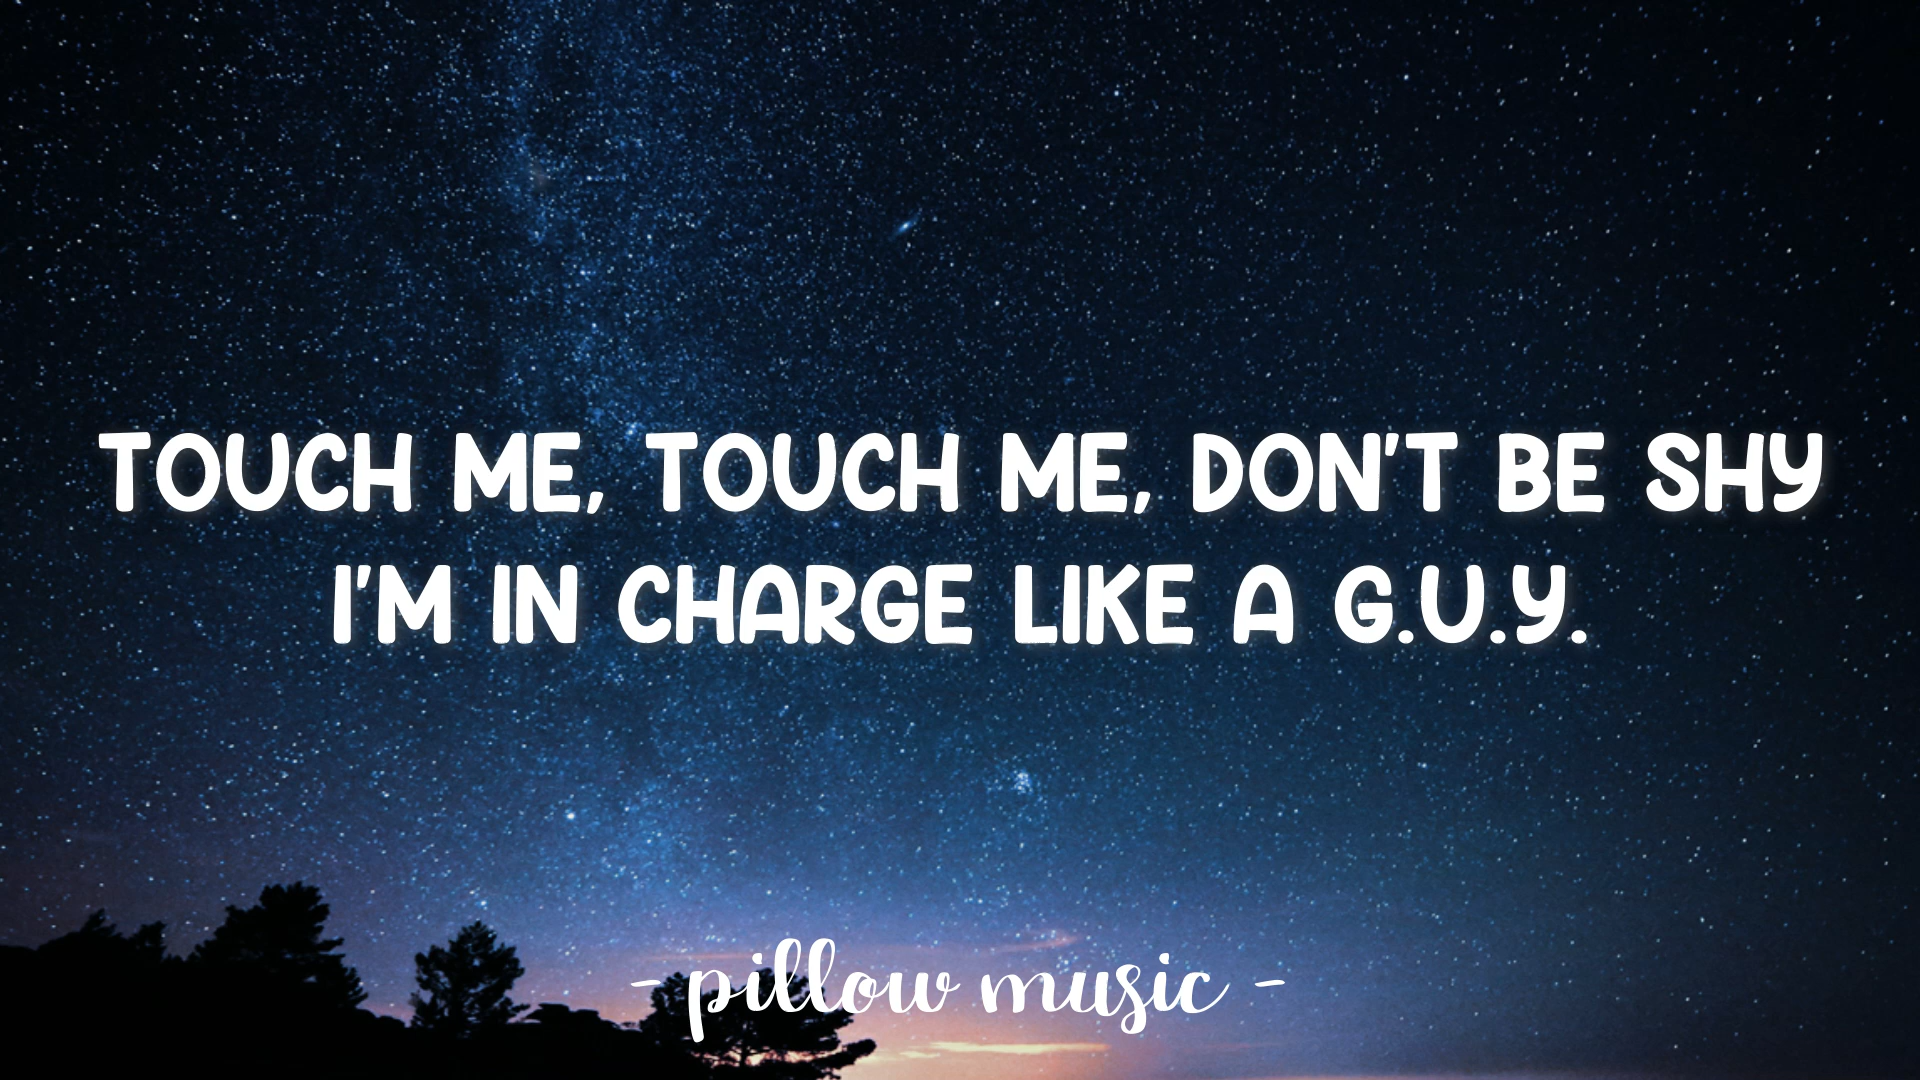 TOUCH ME, TOUCH ME, DON'T BE SHY
I'M IN CHARGE LIKE A G.U.Y.
- pillow music -